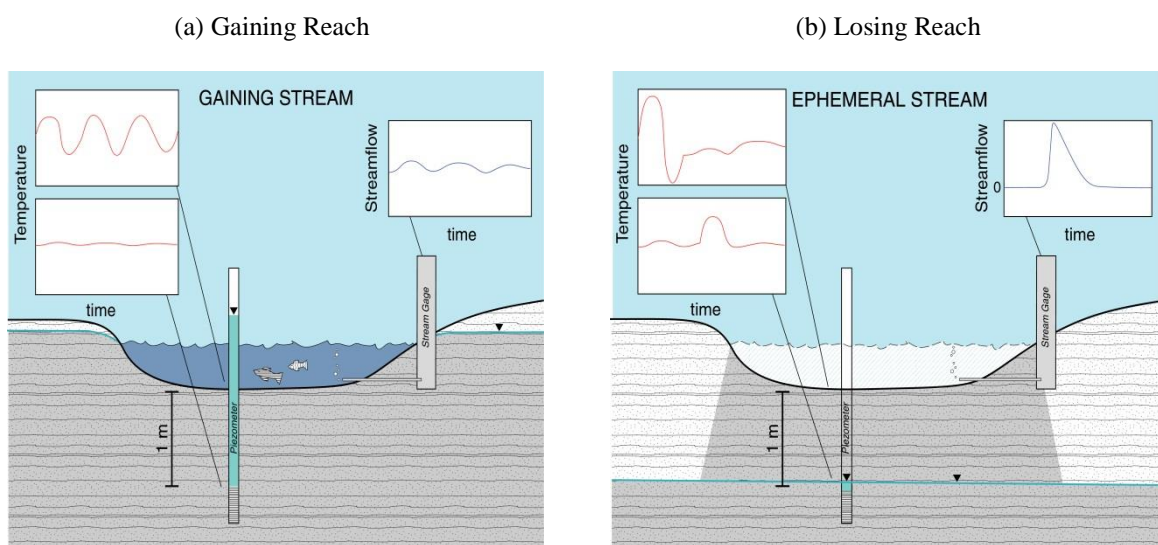 (a) Gaining Reach
(b) Losing Reach
GAINING STREAM
Temperature
time
Streamflow
time
Piezometer
Stream Gage
1 m
EPHEMERAL STREAM
Temperature
time
Streamflow
0
time
Piezometer
Stream Gage
1 m